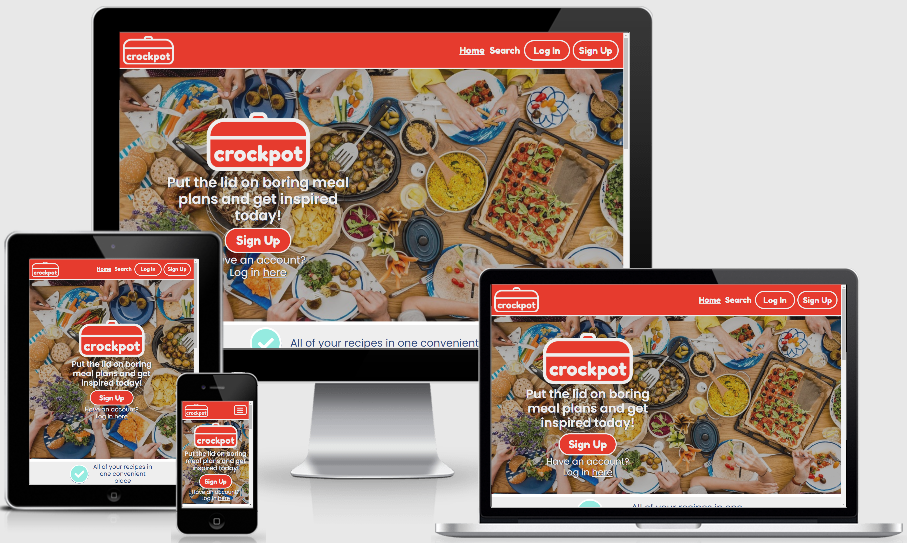 crockpot
Home Search Log In Sign Up
crockpot
Put the lid on boring meal
plans and get inspired
today!
Sign Up
ve an account?
Log in here
All of your recipes in one convenient
crockpot
Home Search Log In Sign Up
crockpot
Put the lid on boring
meal plans and get
inspired today!
Sign Up
Have an account?
Log in here
All of your recipes in
one convenient
place
crockpot
crockpot
Put the lid on boring
meal plans and get
inspired today!
Sign Up
Have an account?
Log in here
crockpot
Home Search Log In Sign Up
crockpot
Put the lid on boring
meal plans and get
inspired today!
Sign Up
Have an account?
Log in here!
All of your recipes in one